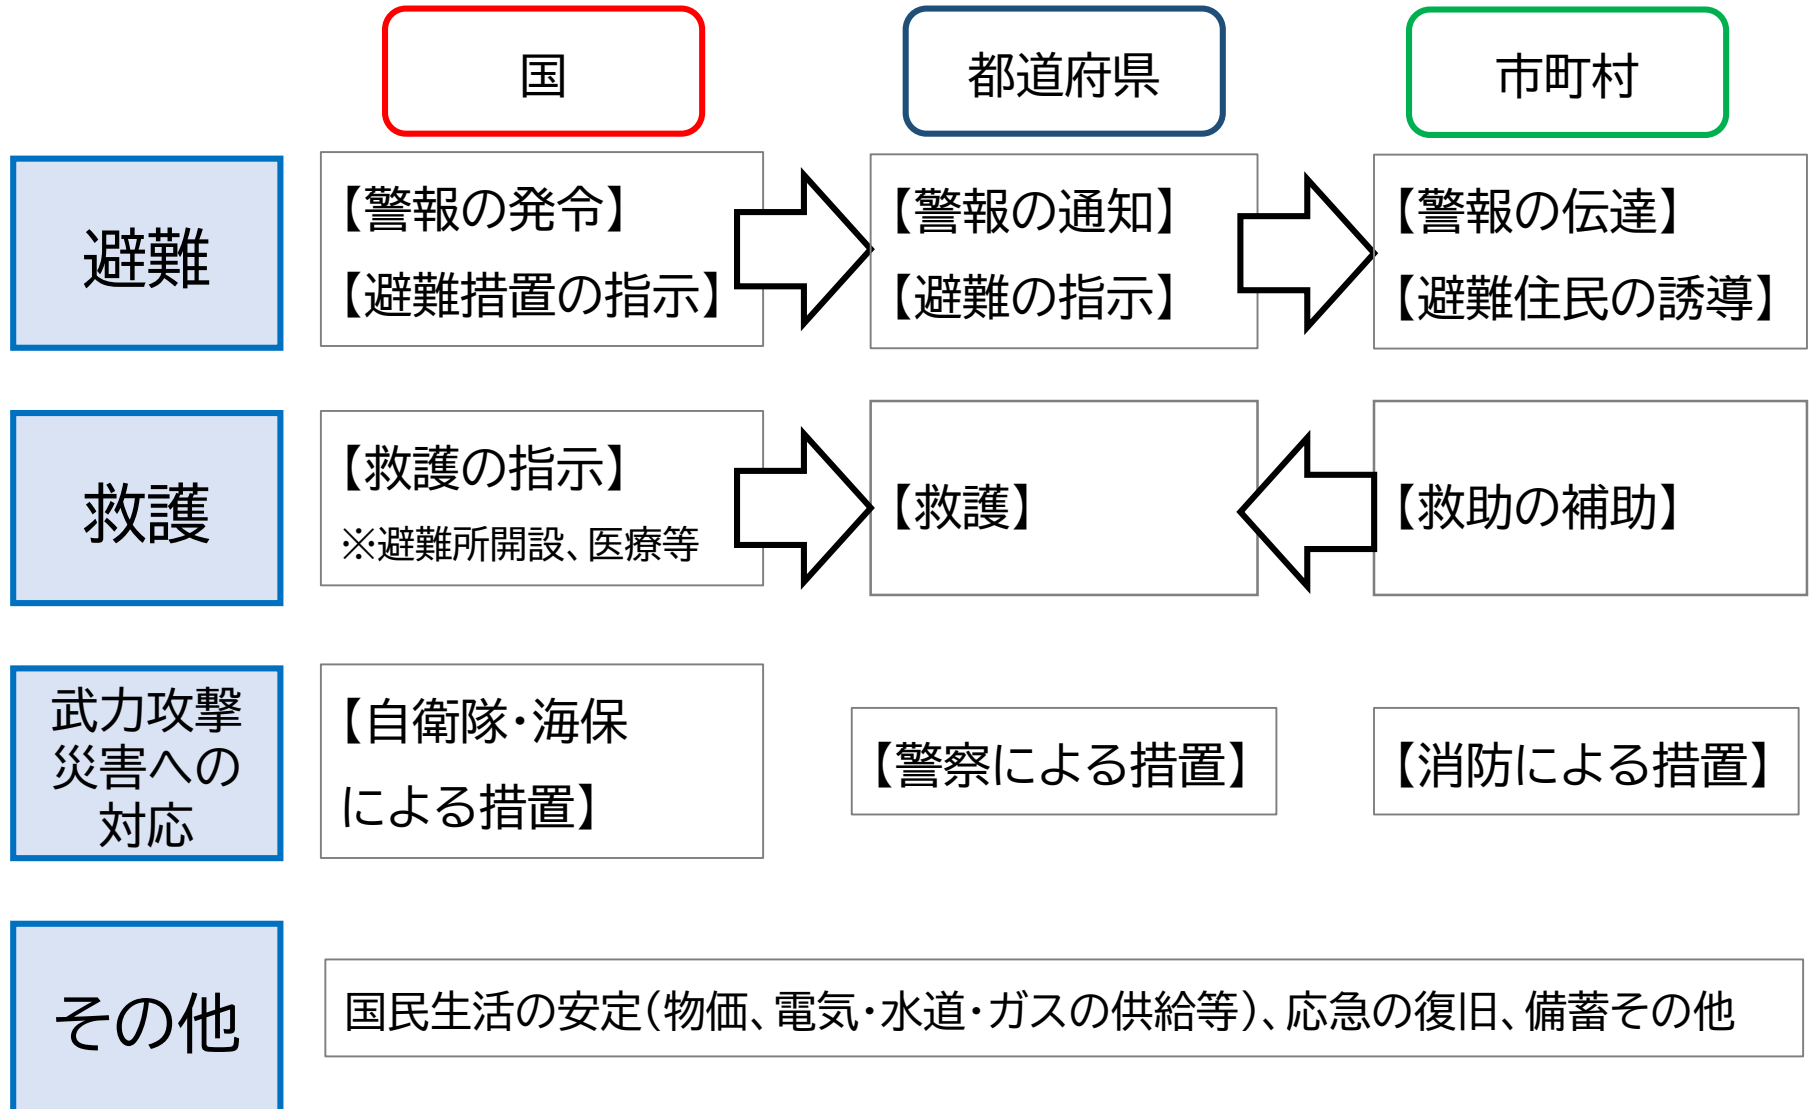 国
都道府県
市町村
避難
【警報の発令】
【避難措置の指示】
【警報の通知】
【避難の指示】
【警報の伝達】
【避難住民の誘導】
救護
【救護の指示】
※避難所開設、医療等
【救護】
【救助の補助】
武力攻撃
災害への
対応
【自衛隊・海保
による措置】
【警察による措置】
【消防による措置】
その他
国民生活の安定（物価、電気・水道・ガスの供給等）、応急の復旧、備蓄その他